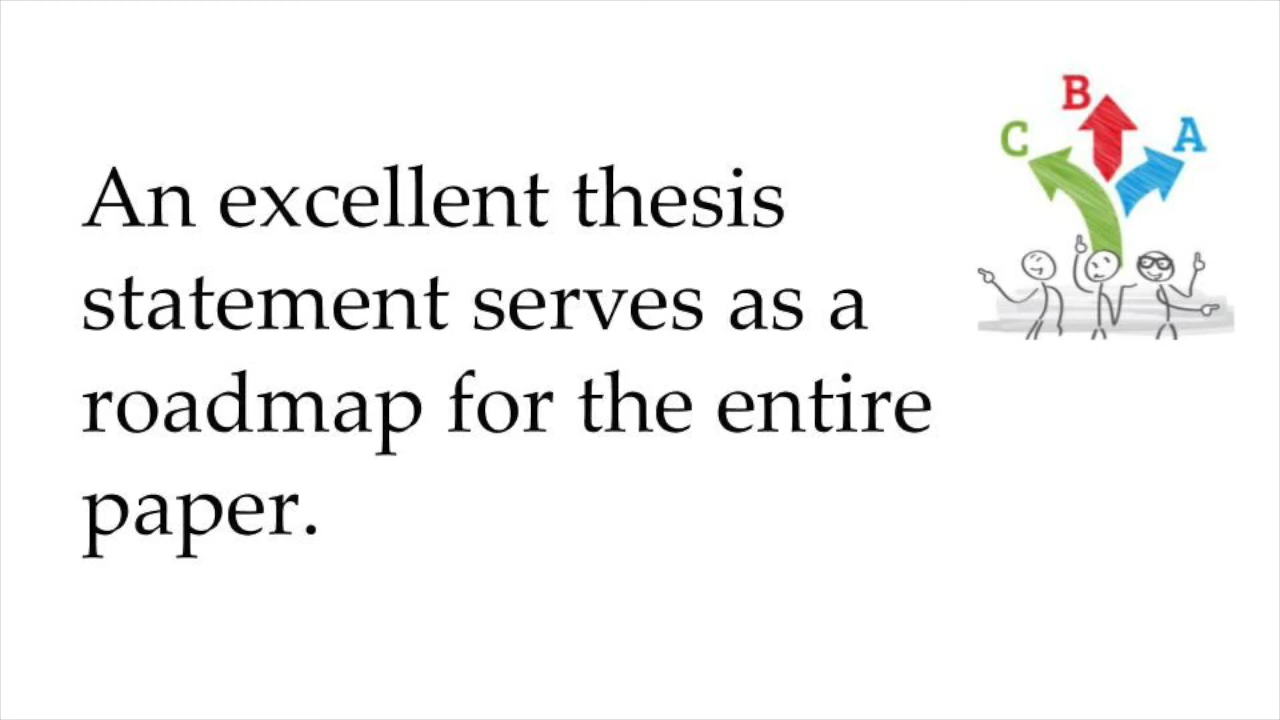 B
C
A
An excellent thesis
statement serves as a
roadmap for the entire
paper.